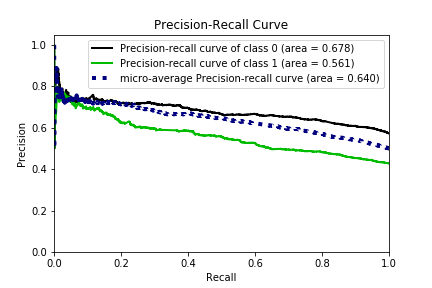 Precision-Recall Curve
Precision-recall curve of class 0 (area = 0.678)
Precision-recall curve of class 1 (area = 0.561)
micro-average Precision-recall curve (area = 0.640)
Precision
1.0
0.8
0.6
0.4
0.2
0.0
0.0 0.2 0.4 0.6 0.8 1.0
Recall